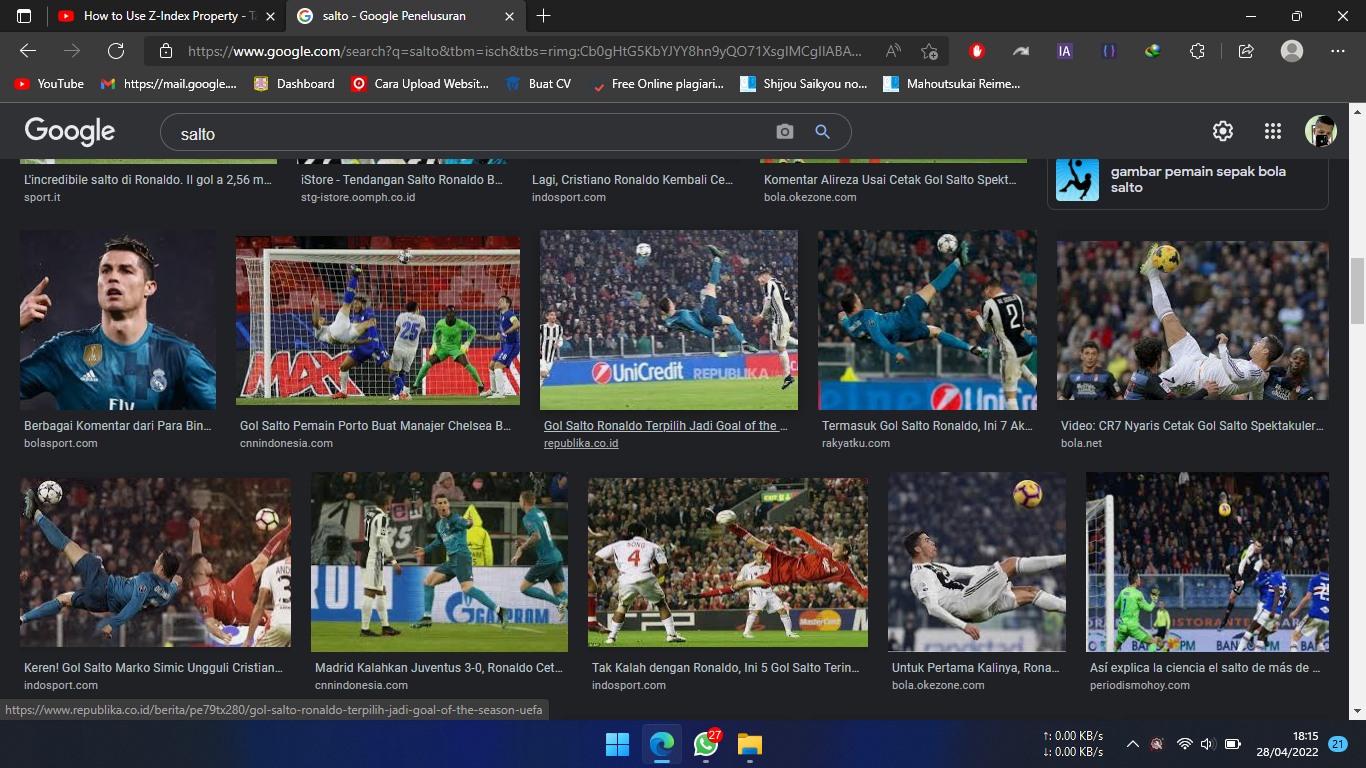 How to Use Z-Index Property - Ta
salto - Google Penelusuran
https://www.google.com/search?q=salto&tbm=isch&tbs=rimg:Cb0gHtG5KbYJYY8hn9yQO71XsgIMCgIIABA...
IA
YouTube
https://mail.google....
Dashboard
Cara Upload Websit...
Buat CV
Free Online plagiari...
Shijou Saikyou no...
Mahoutsukai Reime...
Google
salto
L'incredibile salto di Ronaldo. Il gol a 2,56 m...
sport.it
iStore - Tendangan Salto Ronaldo B...
stg-istore.oomph.co.id
Lagi, Cristiano Ronaldo Kembali Ce...
indosport.com
Komentar Alireza Usai Cetak Gol Salto Spekt...
bola.okezone.com
gambar pemain sepak bola
salto
adidas
Fly
MAX
25
28
UniCredit
REPUBLIKA
2
Unic
Berbagai Komentar dari Para Bin...
bolasport.com
Gol Salto Pemain Porto Buat Manajer Chelsea B...
cnnindonesia.com
Gol Salto Ronaldo Terpilih Jadi Goal of the ...
republika.co.id
Termasuk Gol Salto Ronaldo, Ini 7 Ak...
rakyatku.com
Video: CR7 Nyaris Cetak Gol Salto Spektakuler...
bola.net
GAZPROM
SONG
4
MasterCard
Keren! Gol Salto Marko Simic Ungguli Cristian...
indosport.com
Madrid Kalahkan Juventus 3-0, Ronaldo Cet...
cnnindonesia.com
Tak Kalah dengan Ronaldo, Ini 5 Gol Salto Terin...
indosport.com
Untuk Pertama Kalinya, Rona...
bola.okezone.com
Así explica la ciencia el salto de más de ...
periodismohoy.com
https://www.republika.co.id/berita/pe79tx280/gol-salto-ronaldo-terpilih-jadi-goal-of-the-season-uefa
27
↑: 0.00 KB/s
↓: 0.00 KB/s
18:15
28/04/2022
21